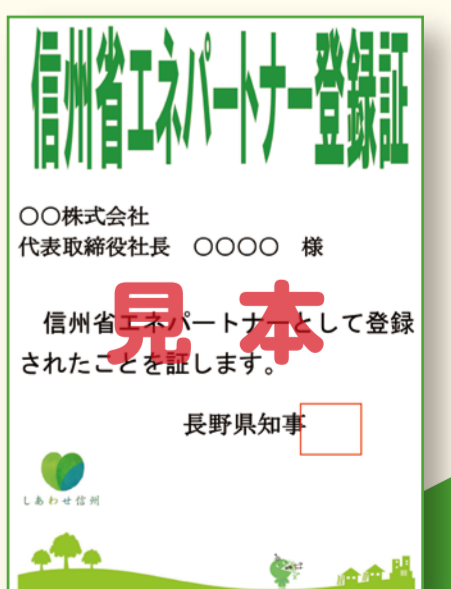 信州省エネパートナー登録証
〇〇株式会社
代表取締役社長　〇〇〇〇　様
見本
信州省エネパートナーとして登録
されたことを証します。
長野県知事
しあわせ信州